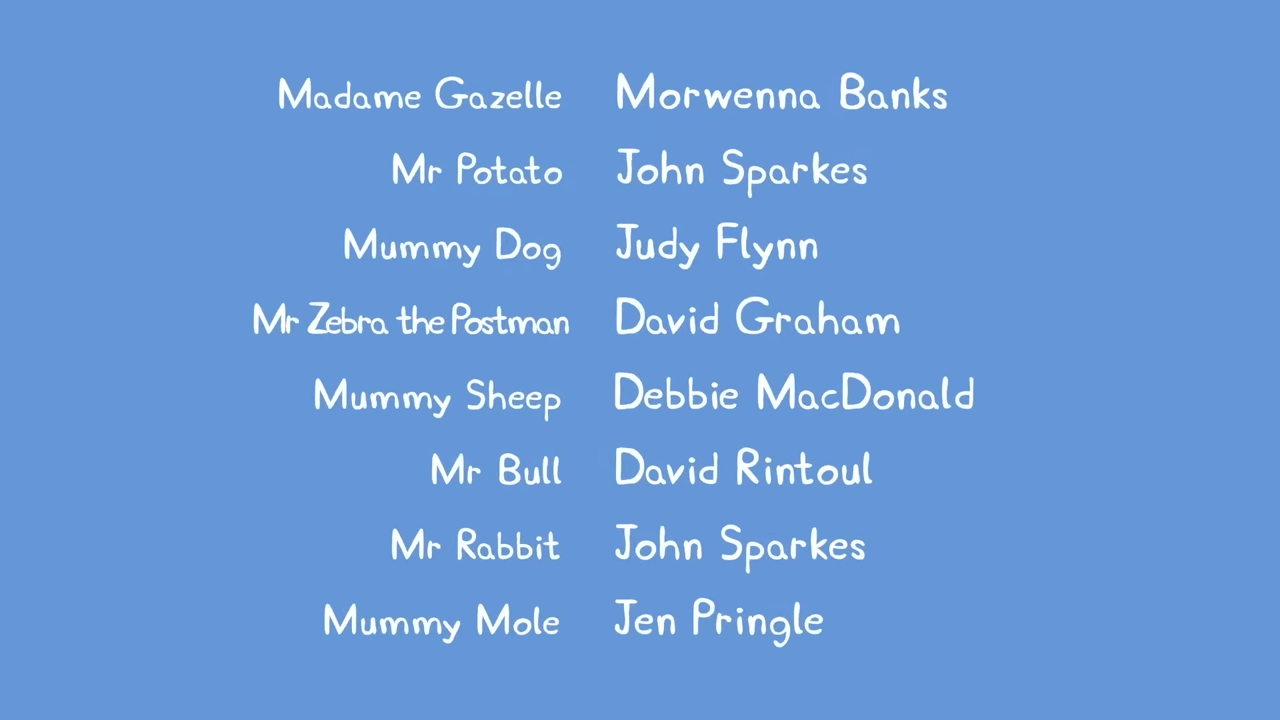 Madame Gazelle Morwenna Banks
Mr Potato John Sparkes
Mummy Dog Judy Flynn
Mr Zebra the Postman David Graham
Mummy Sheep Debbie MacDonald
Mr Bull David Rintoul
Mr Rabbit John Sparkes
Mummy Mole Jen Pringle